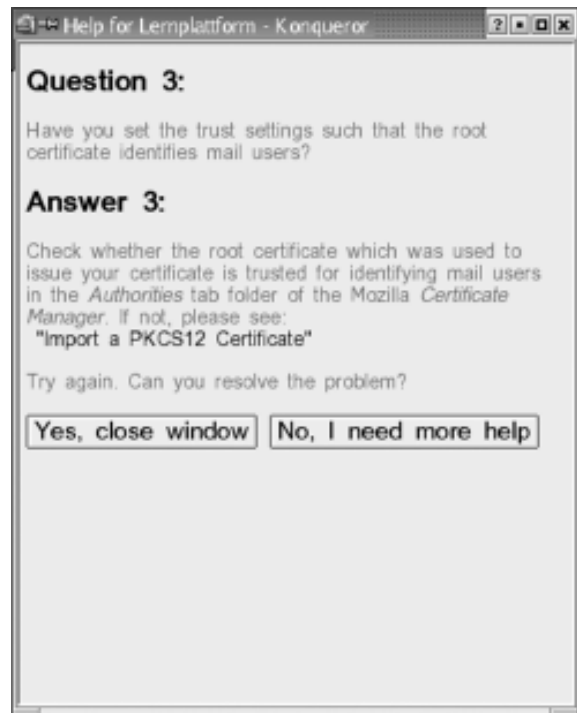 Help for Lernplattform - Konqueror
Question 3:
Have you set the trust settings such that the root
certificate identifies mail users?
Answer 3:
Check whether the root certificate which was used to
issue your certificate is trusted for identifying mail users
in the Authorities tab folder of the Mozilla Certificate
Manager. If not, please see:
"Import a PKCS12 Certificate"
Try again. Can you resolve the problem?
Yes, close window No, I need more help